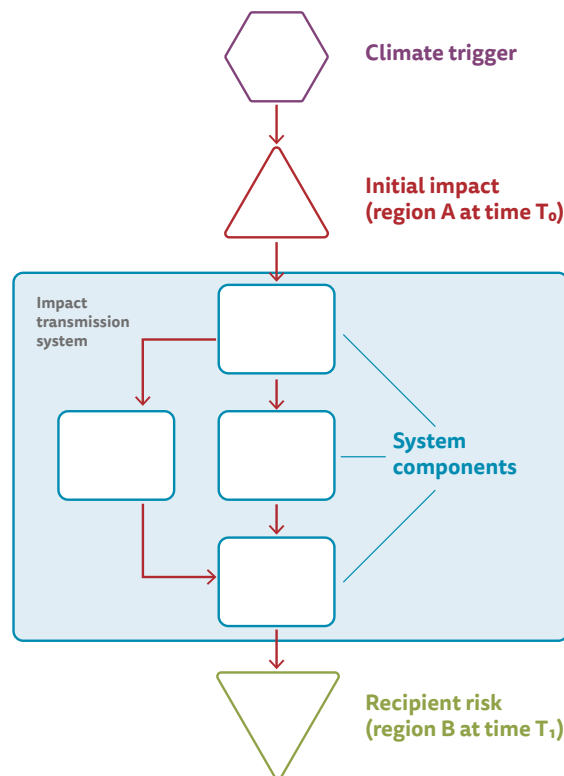 Climate trigger
Initial impact
(region A at time T₀)
Impact
transmission
system
System
components
Recipient risk
(region B at time T₁)